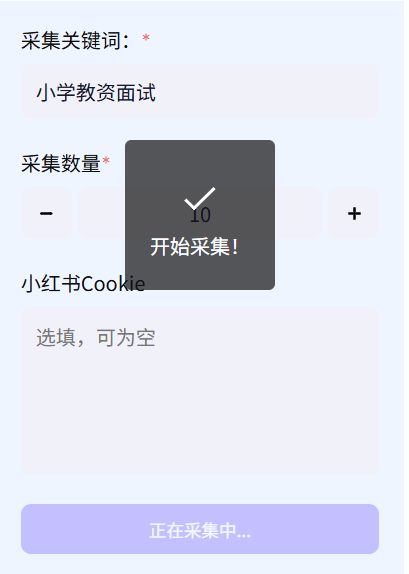 采集关键词：*
小学教资面试
采集数量*
10
开始采集！
小红书Cookie
选填，可为空
正在采集中...